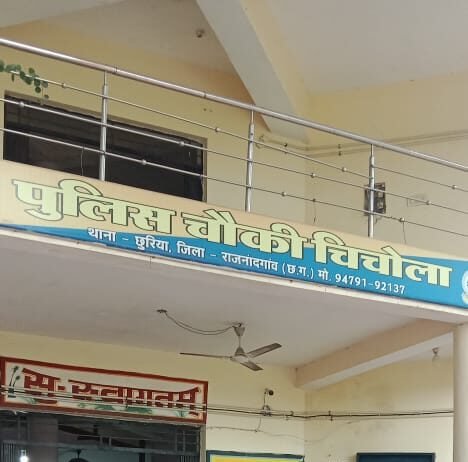 पुलिस चौकी चिचोला
थाना - छुरिया, जिला - राजनांदगांव (छ.ग.) मो. 94791-92137
सु-स्वागतम्